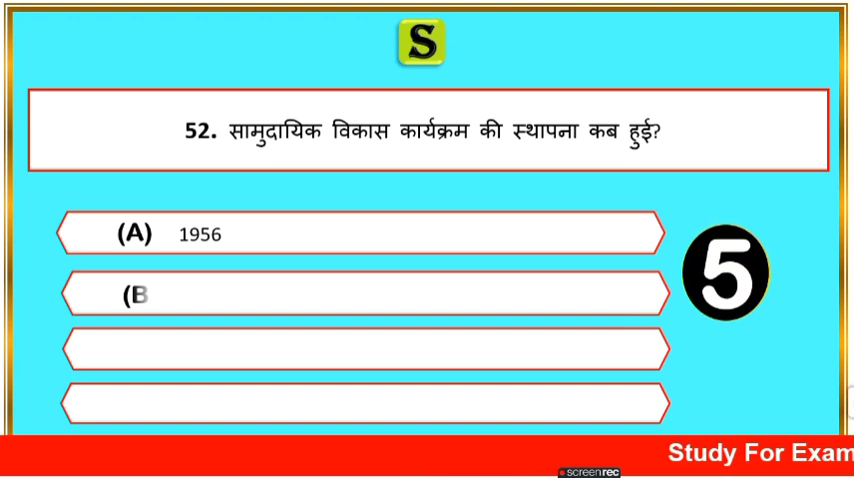 S
52. सामुदायिक विकास कार्यक्रम की स्थापना कब हुई?
(A) 1956
(B
5
Study For Exam
screenrec